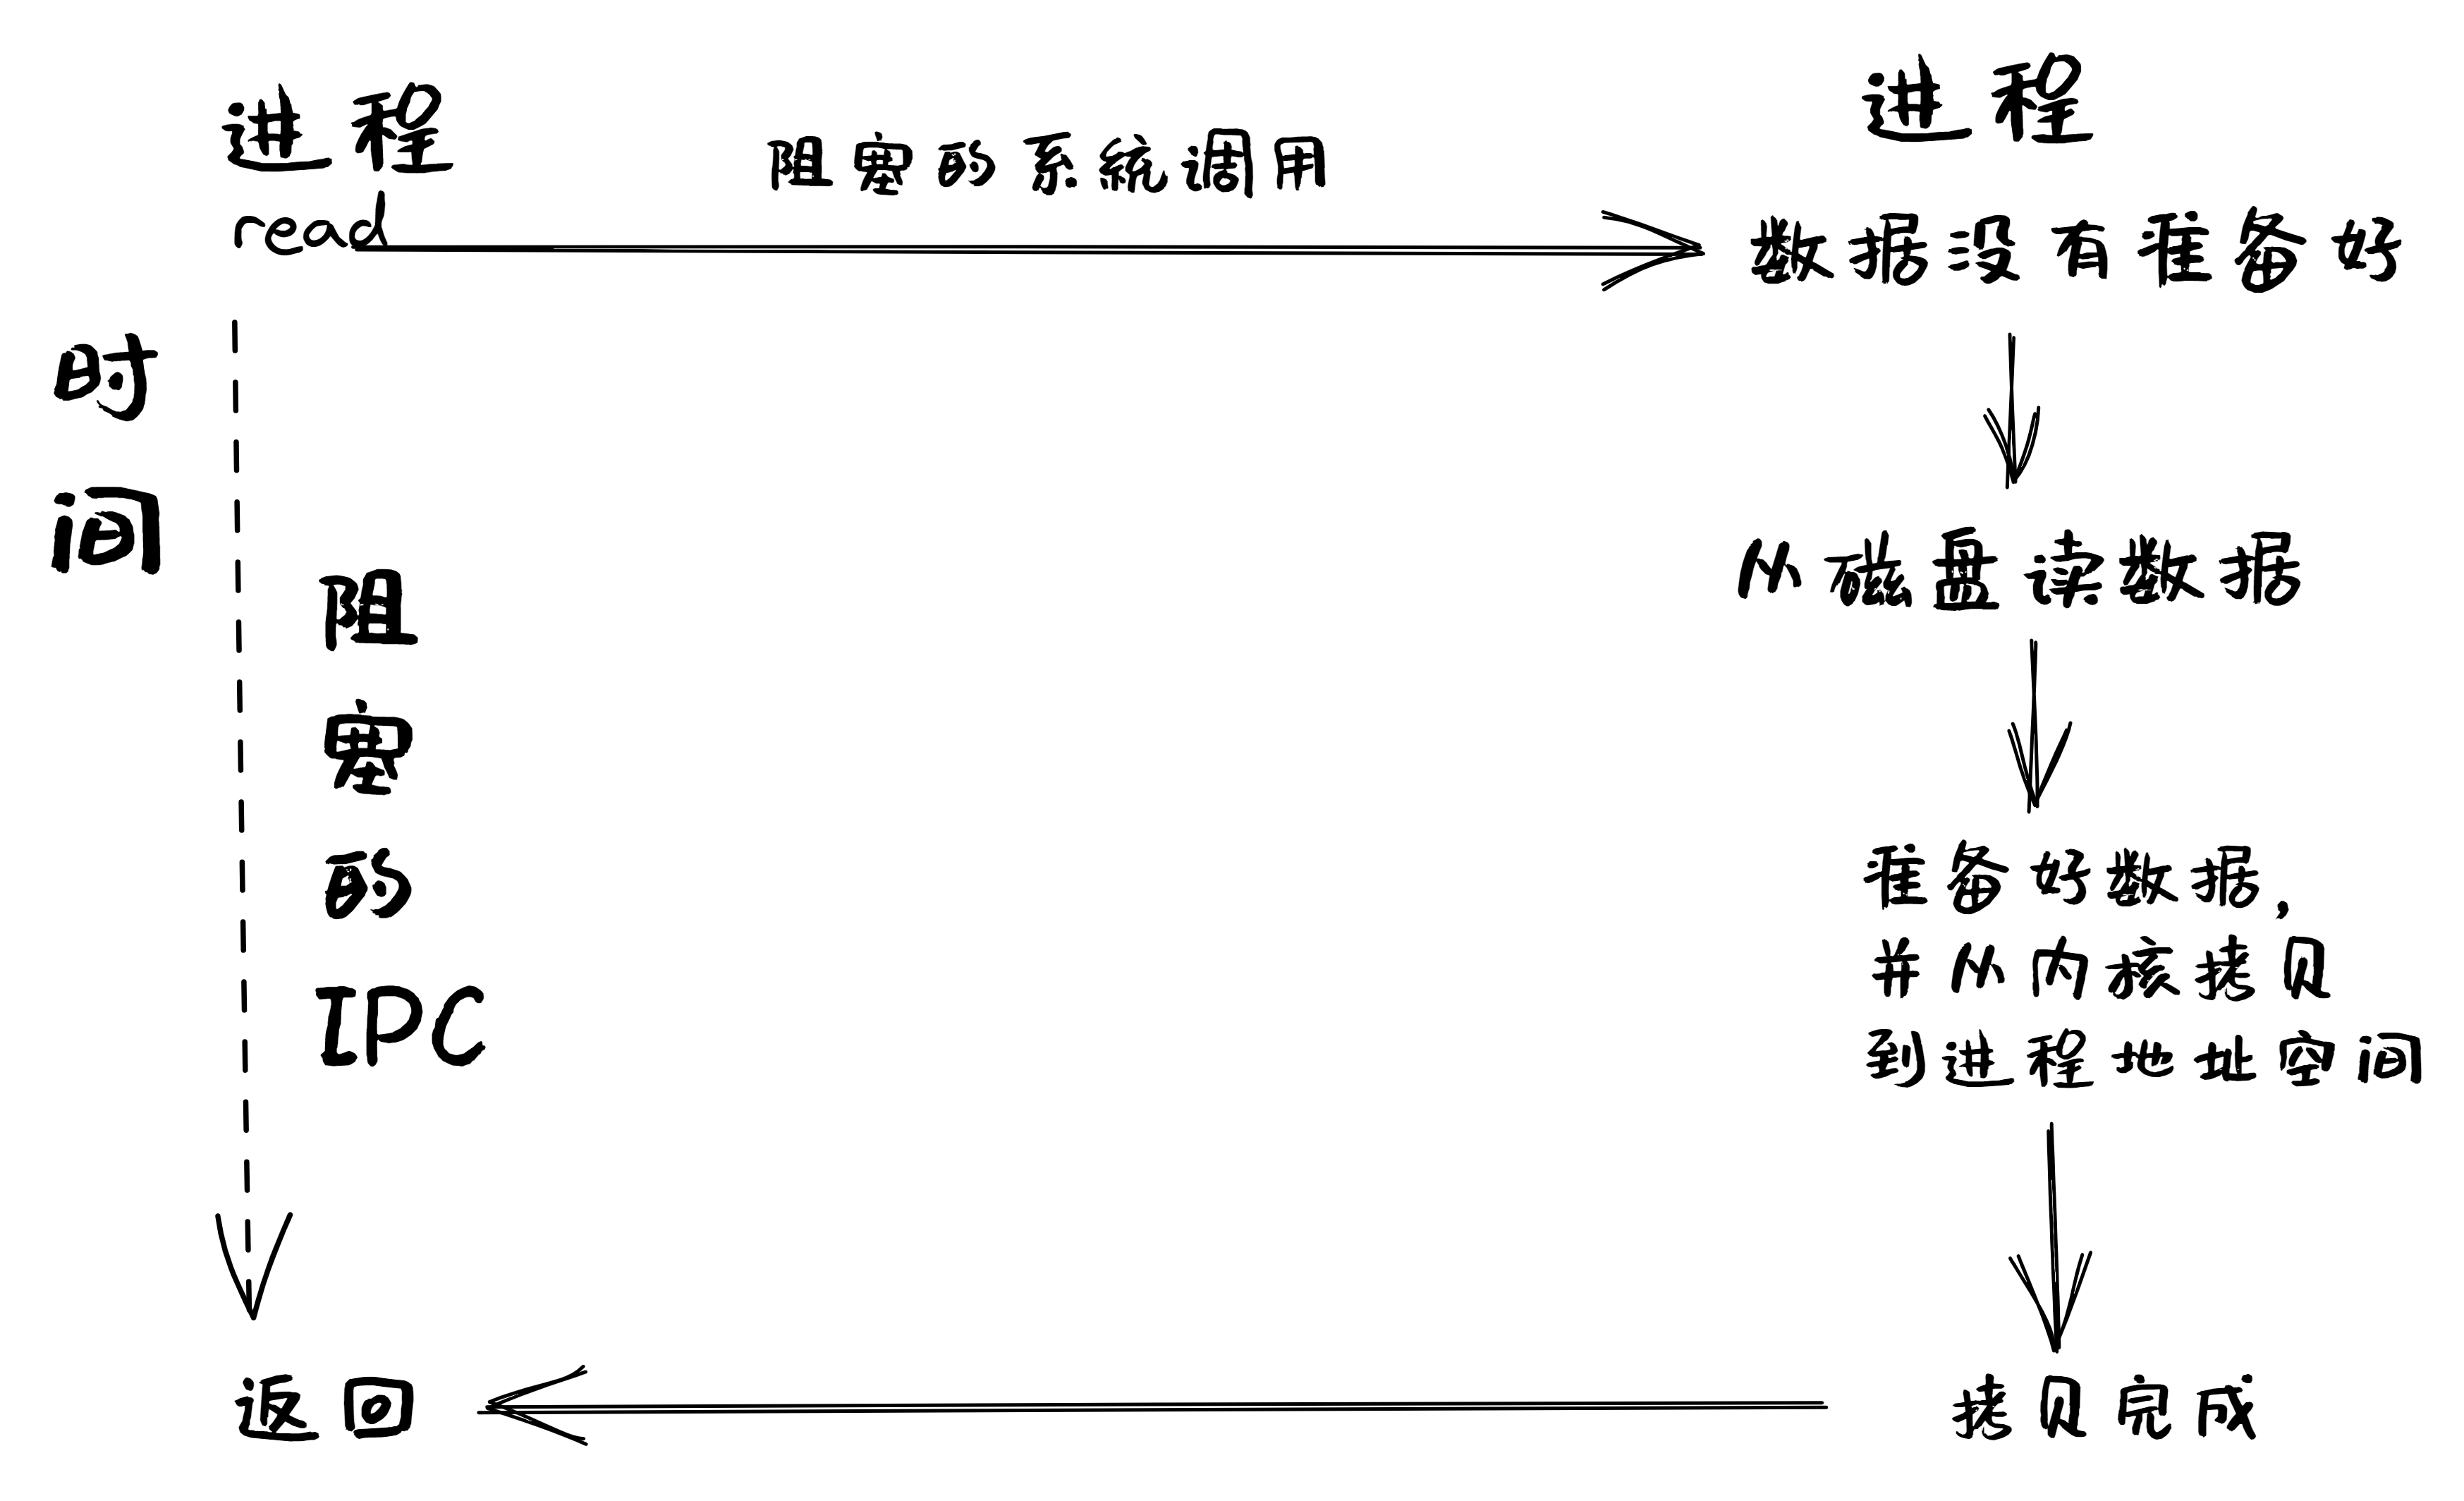 进程
进程
阻塞的系统调用
read
数据没有准备好
时间
从磁盘读数据
阻塞的IPC
准备好数据,
并从内核拷贝
到进程地址空间
返回
拷贝完成